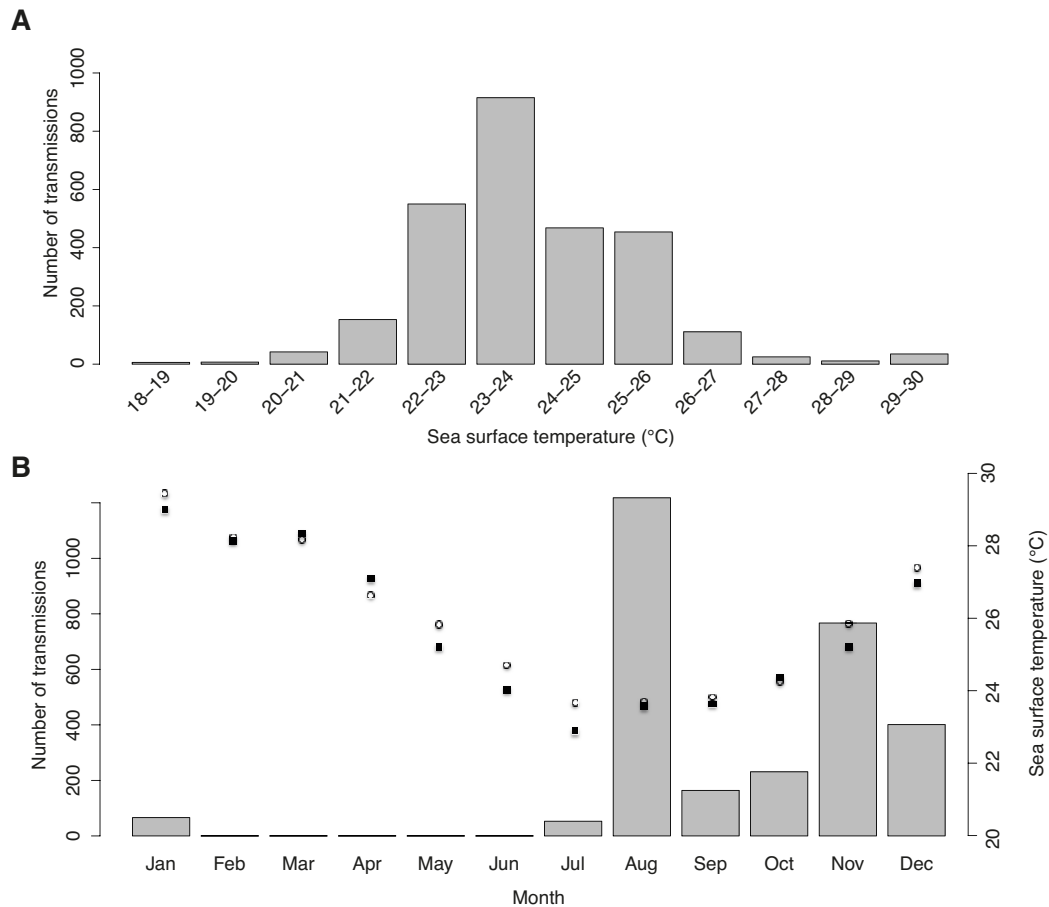 A
Number of transmissions
1000
800
600
400
200
0
18–19 19–20 20–21 21–22 22–23 23–24 24–25 25–26 26–27 27–28 28–29 29–30
Sea surface temperature (°C)
B
Number of transmissions
1000
800
600
400
200
0
30
28
26
24
22
20
Sea surface temperature (°C)
Jan Feb Mar Apr May Jun Jul Aug Sep Oct Nov Dec
Month